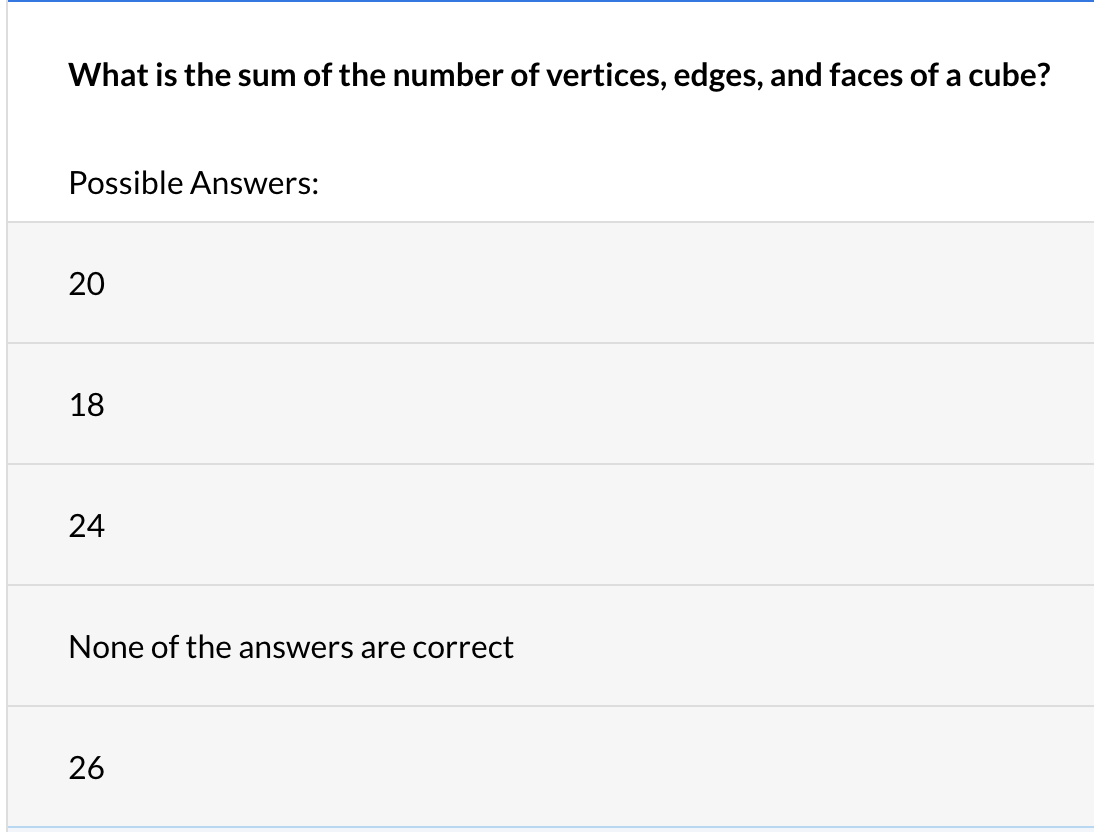 What is the sum of the number of vertices, edges, and faces of a cube?
Possible Answers:
20
18
24
None of the answers are correct
26